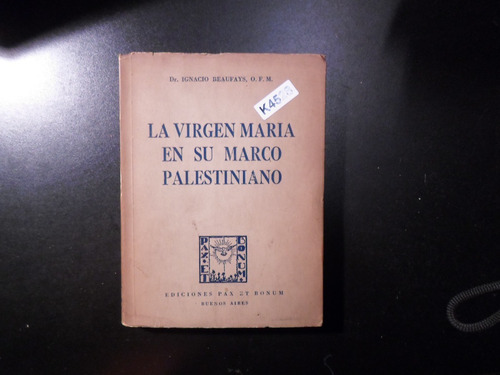 Dr. IGNACIO BEAUFAYS, O. F. M.
LA VIRGEN MARIA
EN SU MARCO
PALESTINIANO
PAX·ET
BONUM
EDICIONES PAX ET BONUM
BUENOS AIRES